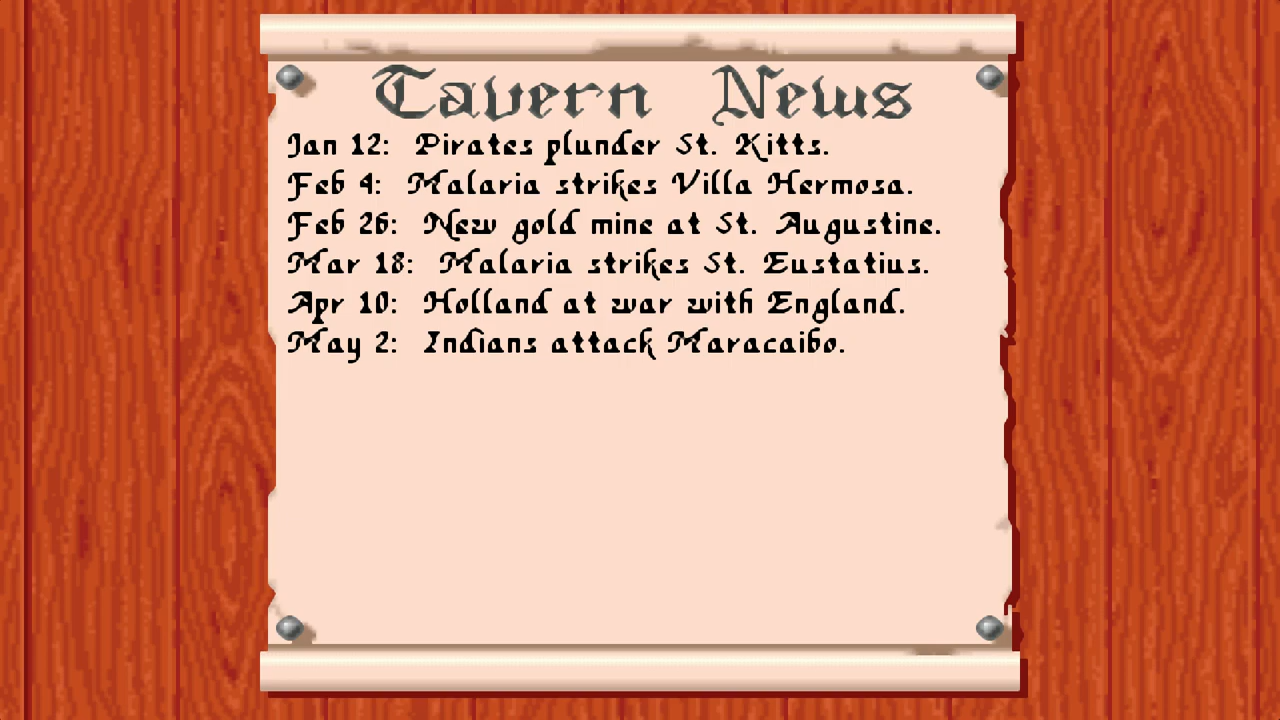 Tavern News
Jan 12: Pirates plunder St. Kitts.
Feb 4: Malaria strikes Villa Hermosa.
Feb 26: New gold mine at St. Augustine.
Mar 18: Malaria strikes St. Eustatius.
Apr 10: Holland at war with England.
May 2: Indians attack Maracaibo.